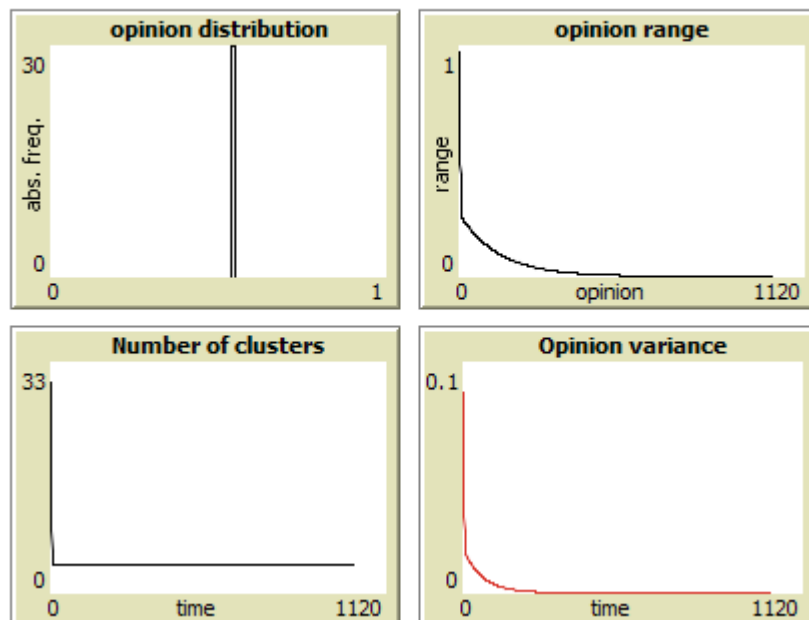 opinion distribution
30
abs. freq.
0
0 1
opinion range
1
range
0
0 opinion 1120
Number of clusters
33
0
0 time 1120
Opinion variance
0.1
0
0 time 1120